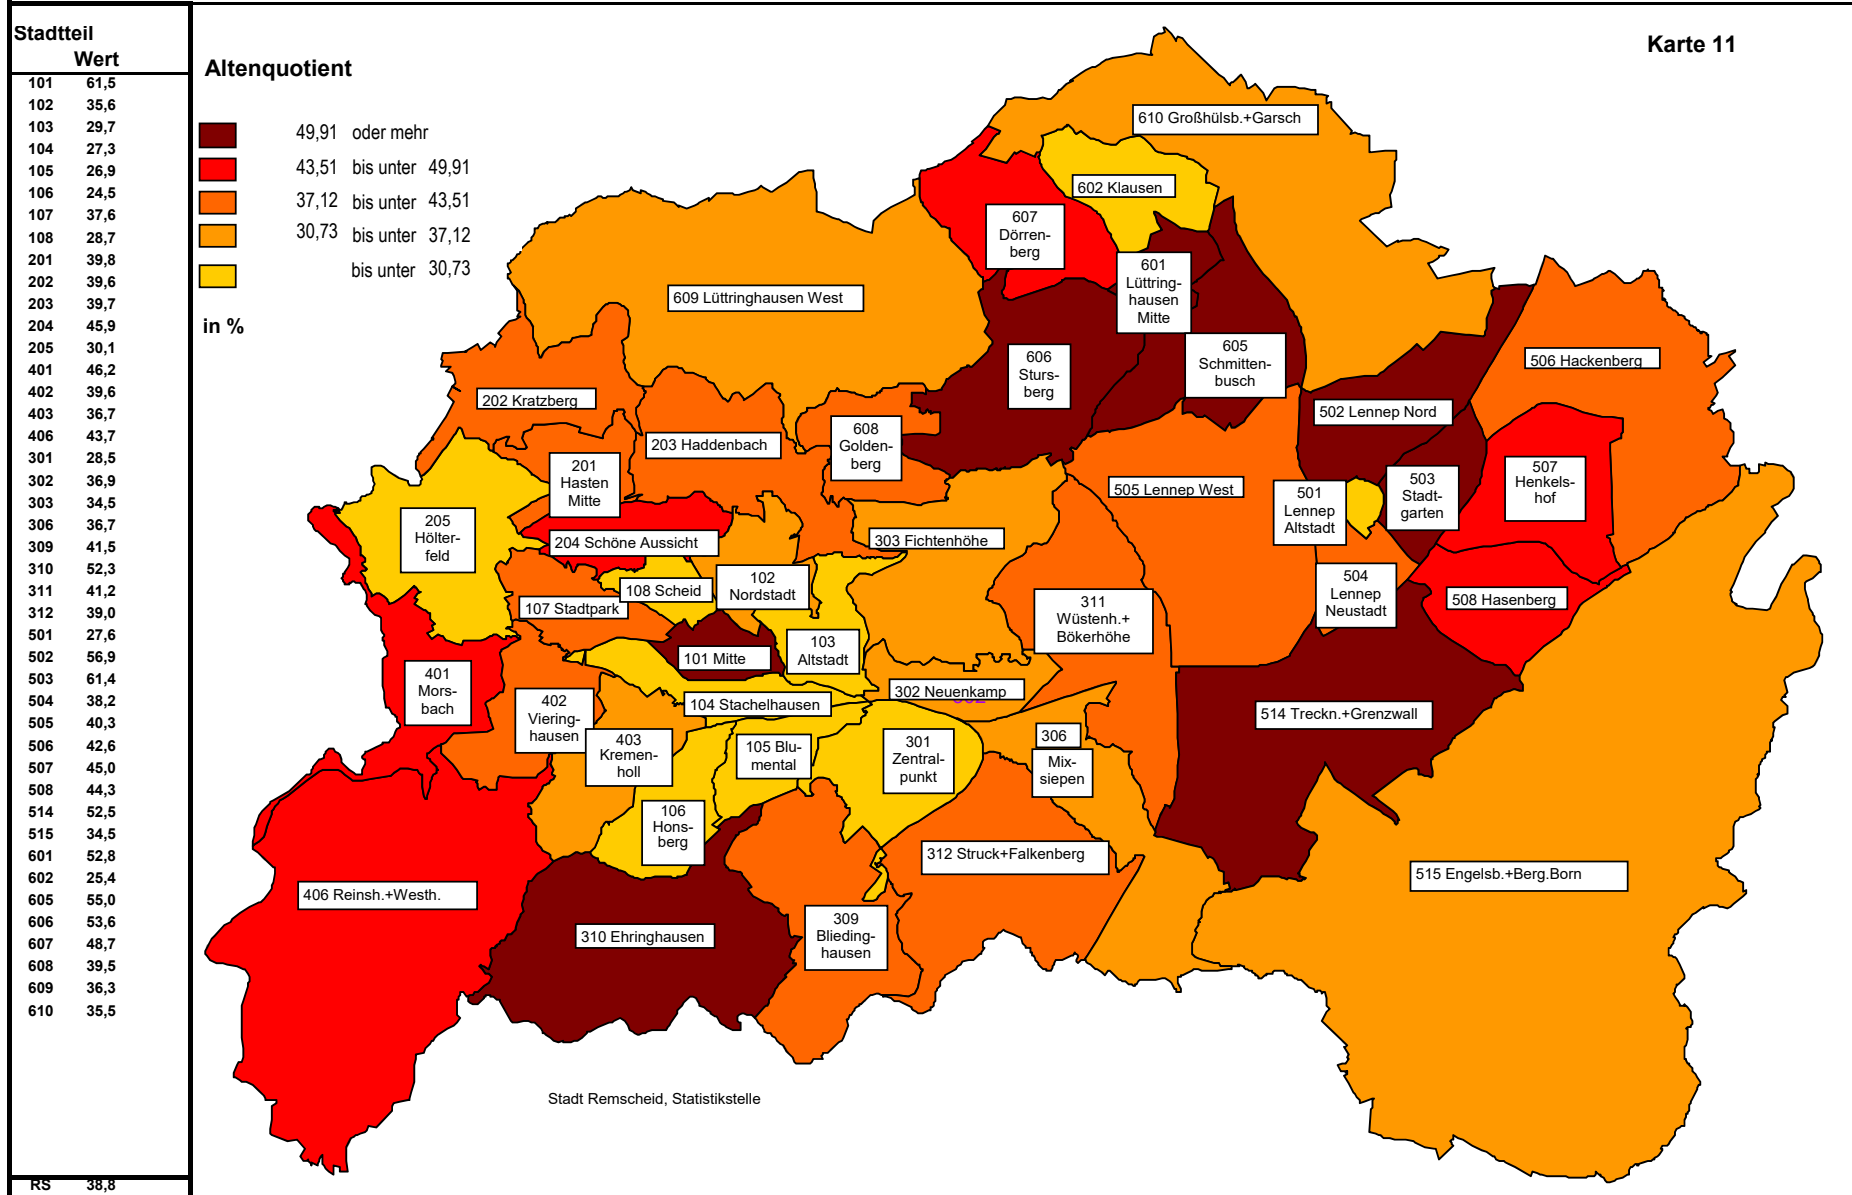 Stadtteil
Wert
101 61,5
102 35,6
103 29,7
104 27,3
105 26,9
106 24,5
107 37,6
108 28,7
201 39,8
202 39,6
203 39,7
204 45,9
205 30,1
401 46,2
402 39,6
403 36,7
406 43,7
301 28,5
302 36,9
303 34,5
306 36,7
309 41,5
310 52,3
311 41,2
312 39,0
501 27,6
502 56,9
503 61,4
504 38,2
505 40,3
506 42,6
507 45,0
508 44,3
514 52,5
515 34,5
601 52,8
602 25,4
605 55,0
606 53,6
607 48,7
608 39,5
609 36,3
610 35,5
RS 38,8
Karte 11
Altenquotient
49,91 oder mehr
43,51 bis unter 49,91
37,12 bis unter 43,51
30,73 bis unter 37,12
bis unter 30,73
in %
610 Großhülsb.+Garsch
602 Klausen
607
Dörren-
berg
601
Lüttring-
hausen
Mitte
609 Lüttringhausen West
605
Schmitten-
busch
606
Sturs-
berg
506 Hackenberg
202 Kratzberg
502 Lennep Nord
608
Golden-
berg
203 Haddenbach
201
Hasten
Mitte
507
Henkels-
hof
503
Stadt-
garten
505 Lennep West
501
Lennep
Altstadt
205
Hölter-
feld
204 Schöne Aussicht
303 Fichtenhöhe
102
Nordstadt
504
Lennep
Neustadt
108 Scheid
107 Stadtpark
508 Hasenberg
311
Wüstenh.+
Bökerhöhe
103
Altstadt
101 Mitte
401
Mors-
bach
302 Neuenkamp
402
Viering-
hausen
104 Stachelhausen
514 Treckn.+Grenzwall
403
Kremen-
holl
105 Blu-
mental
301
Zentral-
punkt
306
Mix-
siepen
106
Hons-
berg
312 Struck+Falkenberg
515 Engelsb.+Berg.Born
406 Reinsh.+Westh.
309
Blieding-
hausen
310 Ehringhausen
Stadt Remscheid, Statistikstelle